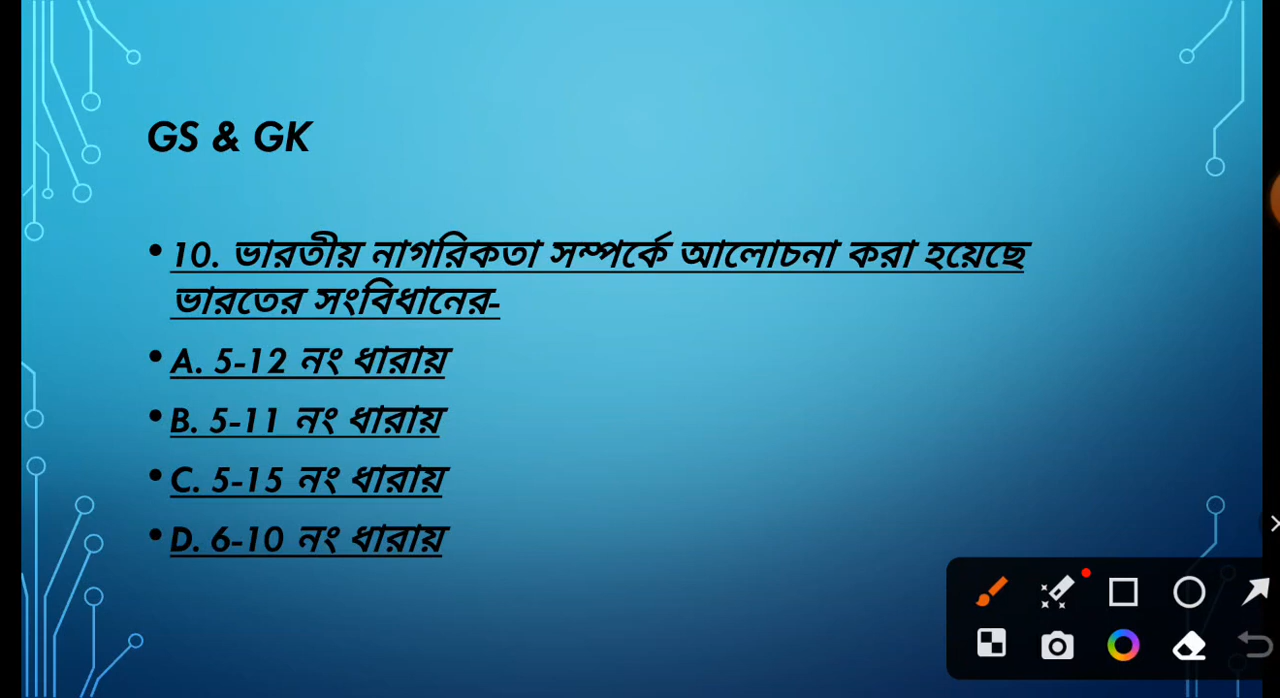 GS & GK
• 10. ভারতীয় নাগরিকতা সম্পর্কে আলোচনা করা হয়েছে
ভারতের সংবিধানের-
• A. 5-12 নং ধারায়
• B. 5-11 নং ধারায়
• C. 5-15 নং ধারায়
• D. 6-10 নং ধারায়